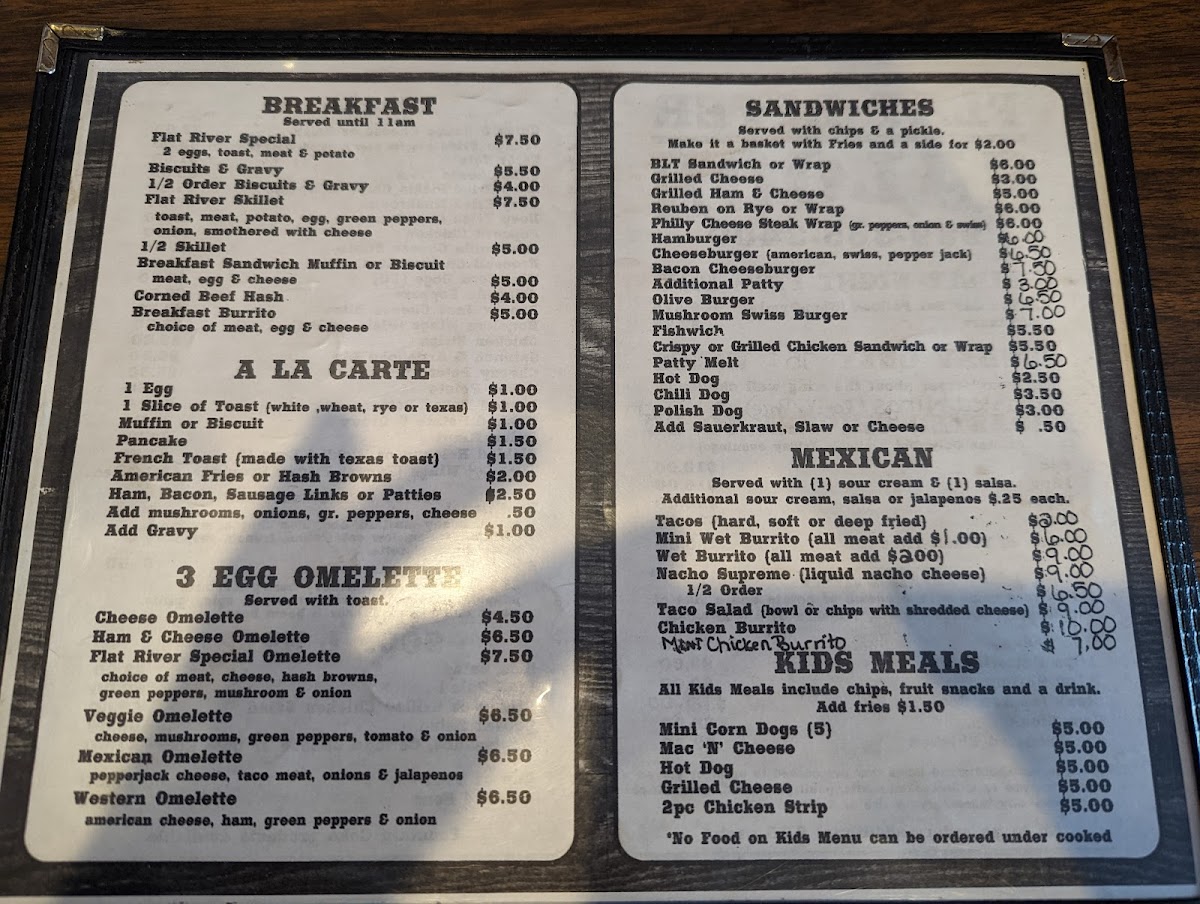 BREAKFAST
Served until 11am
Flat River Special $7.50
2 eggs, toast, meat & potato
Biscuits & Gravy $5.50
1/2 Order Biscuits & Gravy $4.00
Flat River Skillet $7.50
toast, meat, potato, egg, green peppers,
onion, smothered with cheese
1/2 Skillet $5.00
Breakfast Sandwich Muffin or Biscuit
meat, egg & cheese $5.00
Corned Beef Hash $4.00
Breakfast Burrito $5.00
choice of meat, egg & cheese
A LA CARTE
1 Egg $1.00
1 Slice of Toast (white ,wheat, rye or texas) $1.00
Muffin or Biscuit $1.00
Pancake $1.50
French Toast (made with texas toast) $1.50
American Fries or Hash Browns $2.00
Ham, Bacon, Sausage Links or Patties $2.50
Add mushrooms, onions, gr. peppers, cheese .50
Add Gravy $1.00
3 EGG OMELETTE
Served with toast.
Cheese Omelette $4.50
Ham & Cheese Omelette $6.50
Flat River Special Omelette $7.50
choice of meat, cheese, hash browns,
green peppers, mushroom & onion
Veggie Omelette $6.50
cheese, mushrooms, green peppers, tomato & onion
Mexican Omelette $6.50
pepperjack cheese, taco meat, onions & jalapenos
Western Omelette $6.50
american cheese, ham, green peppers & onion
SANDWICHES
Served with chips & a pickle.
Make it a basket with Fries and a side for $2.00
BLT Sandwich or Wrap $6.00
Grilled Cheese $3.00
Grilled Ham & Cheese $5.00
Reuben on Rye or Wrap $6.00
Philly Cheese Steak Wrap (gr. peppers, onion & swiss) $6.00
Hamburger $6.00
Cheeseburger (american, swiss, pepper jack) $6.50
Bacon Cheeseburger $7.50
Additional Patty $3.00
Olive Burger $6.50
Mushroom Swiss Burger $7.00
Fishwich $5.50
Crispy or Grilled Chicken Sandwich or Wrap $5.50
Patty Melt $6.50
Hot Dog $2.50
Chili Dog $3.50
Polish Dog $3.00
Add Sauerkraut, Slaw or Cheese $ .50
MEXICAN
Served with (1) sour cream & (1) salsa.
Additional sour cream, salsa or jalapenos $.25 each.
Tacos (hard, soft or deep fried)
Mini Wet Burrito (all meat add $1.00) $6.00
Wet Burrito (all meat add $2.00) $9.00
Nacho Supreme (liquid nacho cheese) $9.00
1/2 Order $6.50
Taco Salad (bowl or chips with shredded cheese) $9.00
Chicken Burrito $10.00
Mini Chicken Burrito $7.00
KIDS MEALS
All Kids Meals include chips, fruit snacks and a drink.
Add fries $1.50
Mini Corn Dogs (5) $5.00
Mac 'N' Cheese $5.00
Hot Dog $5.00
Grilled Cheese $5.00
2pc Chicken Strip $5.00
*No Food on Kids Menu can be ordered under cooked